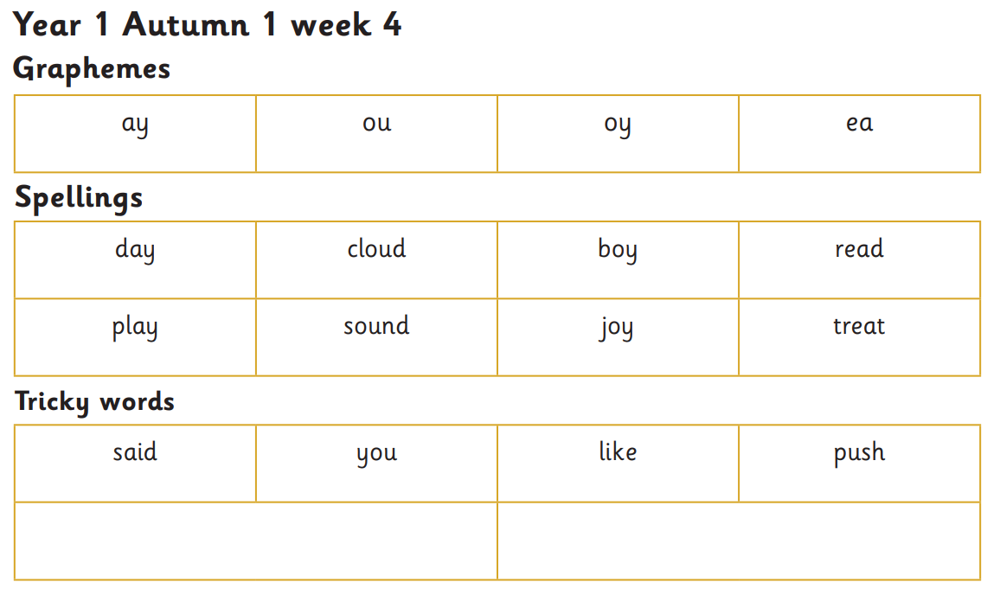 Year 1 Autumn 1 week 4
Graphemes
ay ou oy ea
Spellings
day cloud boy read
play sound joy treat
Tricky words
said you like push